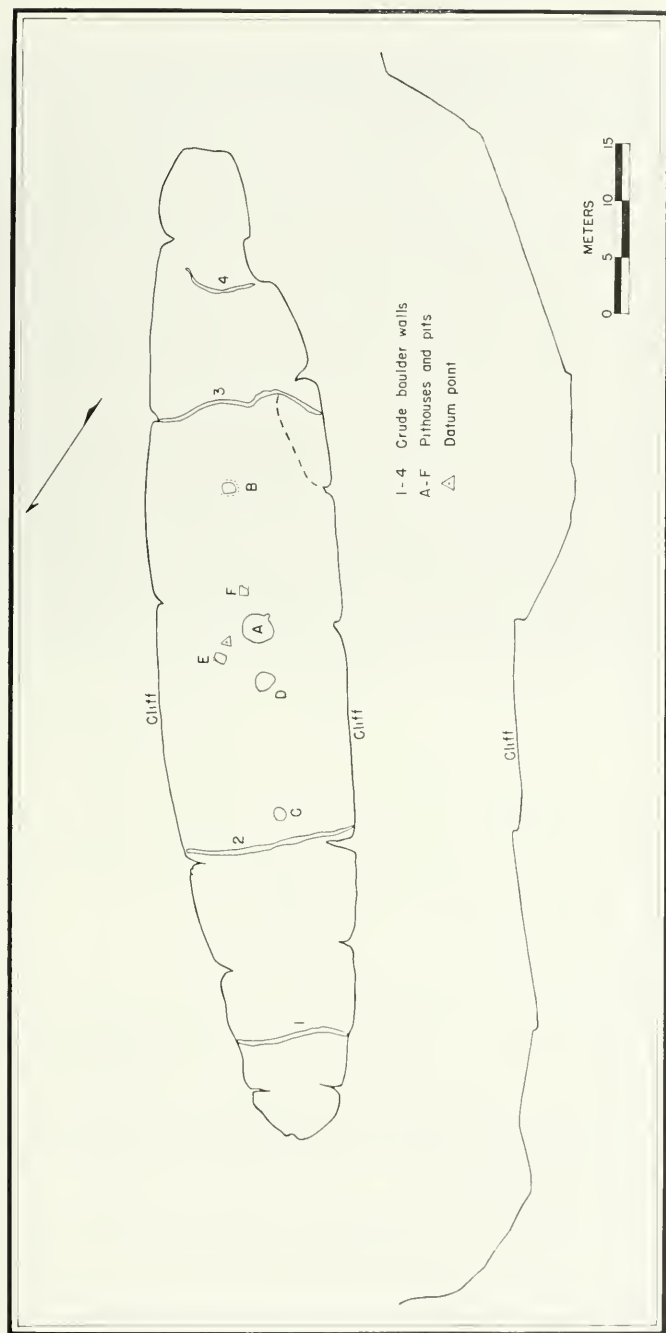 Cliff
4
3
B
F
E
A
D
C
2
1
Cliff
1-4 Crude boulder walls
A-F Pithouses and pits
Datum point
METERS
0 5 10 15
Cliff